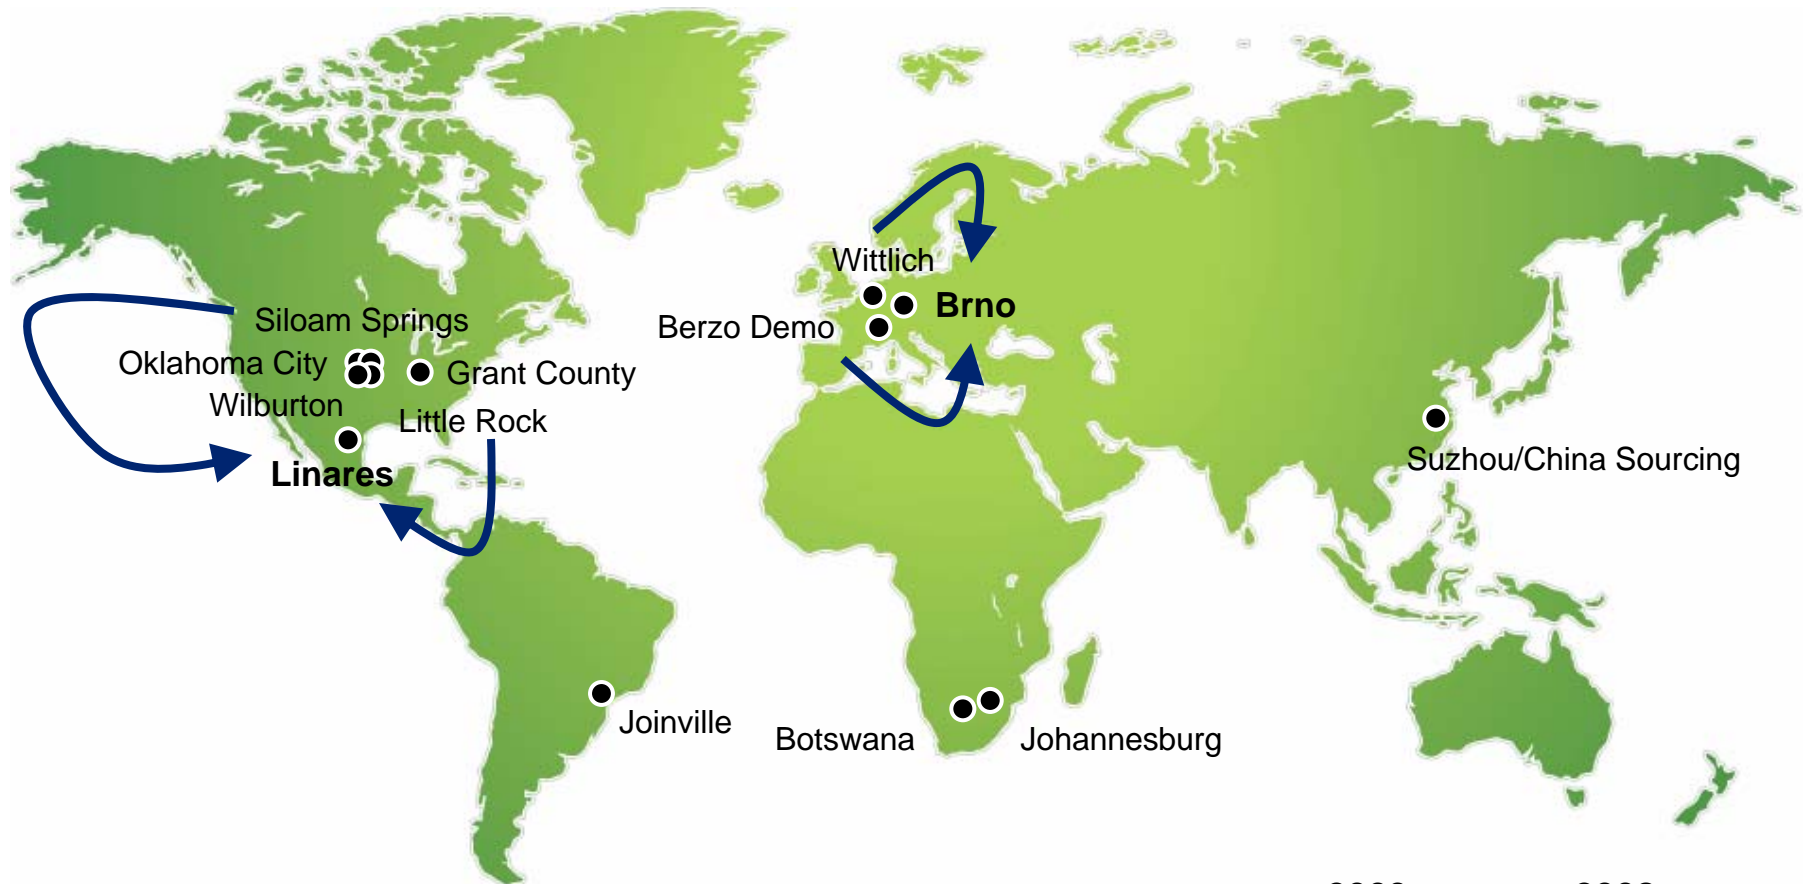 Wittlich
Brno
Berzo Demo
Siloam Springs
Oklahoma City
Grant County
Wilburton
Little Rock
Linares
Suzhou/China Sourcing
Joinville
Botswana
Johannesburg